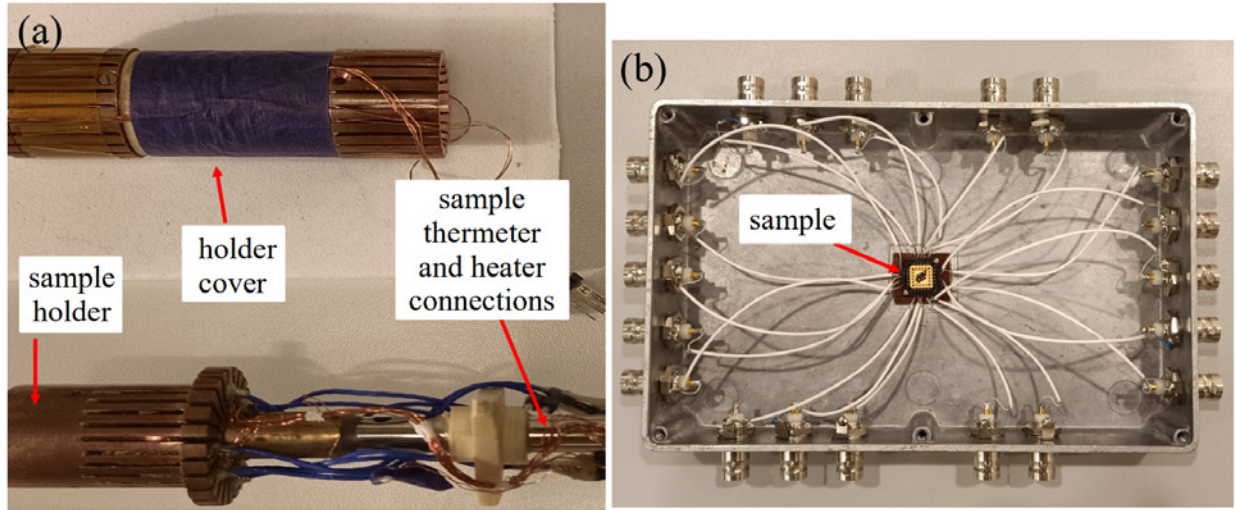 (a)
holder
cover
sample
thermeter
and heater
connections
sample
holder
(b)
sample